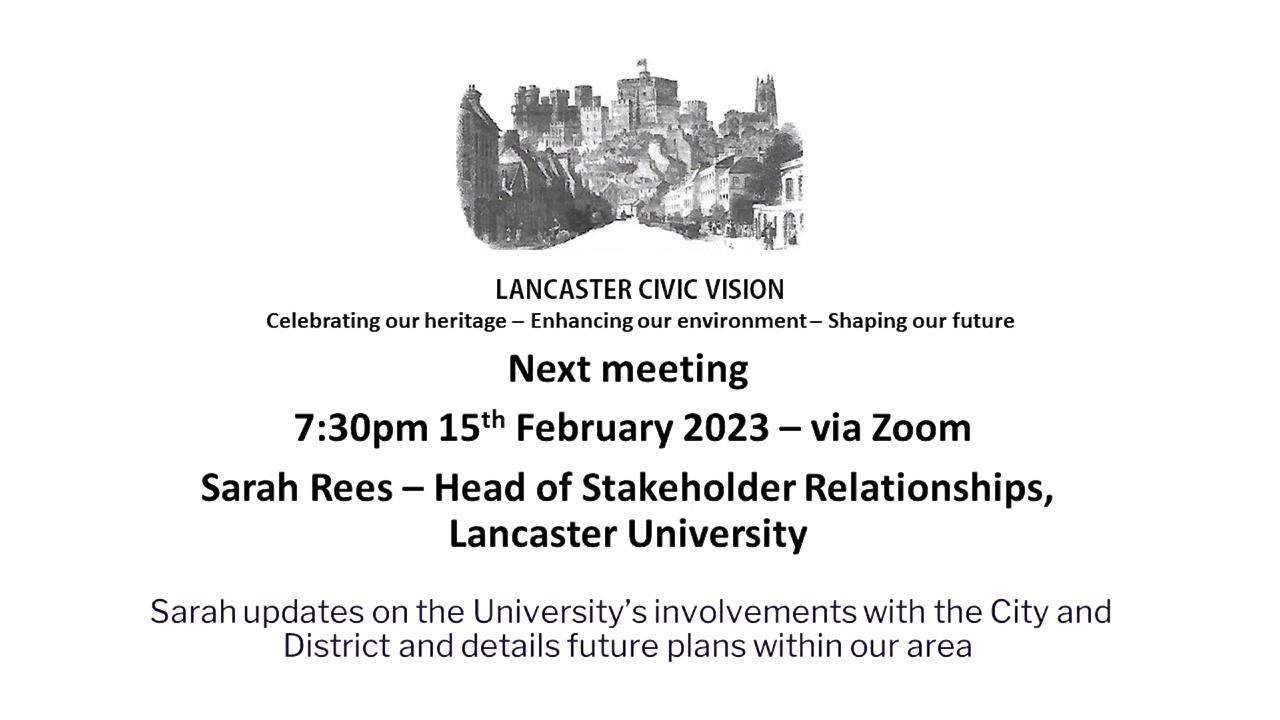 LANCASTER CIVIC VISION
Celebrating our heritage – Enhancing our environment – Shaping our future
Next meeting
7:30pm 15th February 2023 – via Zoom
Sarah Rees – Head of Stakeholder Relationships,
Lancaster University
Sarah updates on the University’s involvements with the City and
District and details future plans within our area